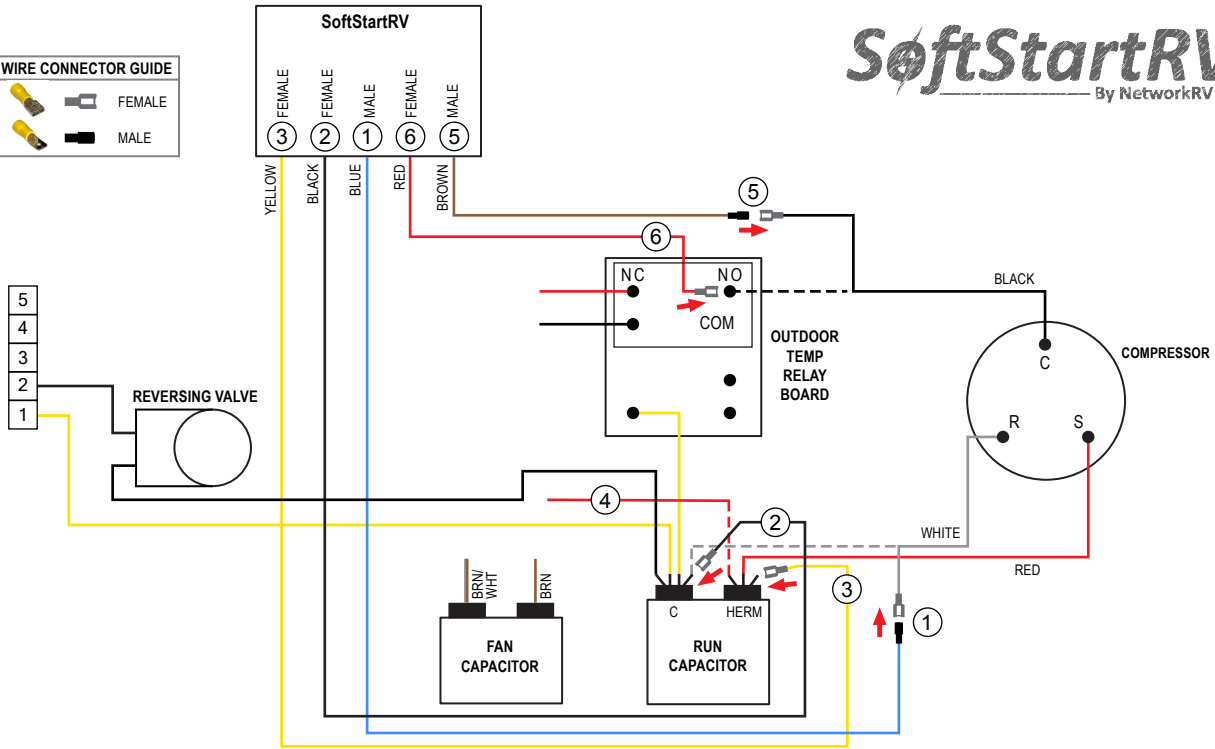 SoftStartRV
SoftStartRV
By NetworkRV
WIRE CONNECTOR GUIDE
FEMALE
MALE
FEMALE
FEMALE
MALE
FEMALE
MALE
3
2
1
6
5
YELLOW
BLACK
BLUE
RED
BROWN
5
6
NC
NO
COM
OUTDOOR
TEMP
RELAY
BOARD
BLACK
C
COMPRESSOR
R
S
5
4
3
2
1
REVERSING VALVE
4
2
WHITE
RED
3
1
BRN/
WHT
BRN
C
HERM
FAN
CAPACITOR
RUN
CAPACITOR